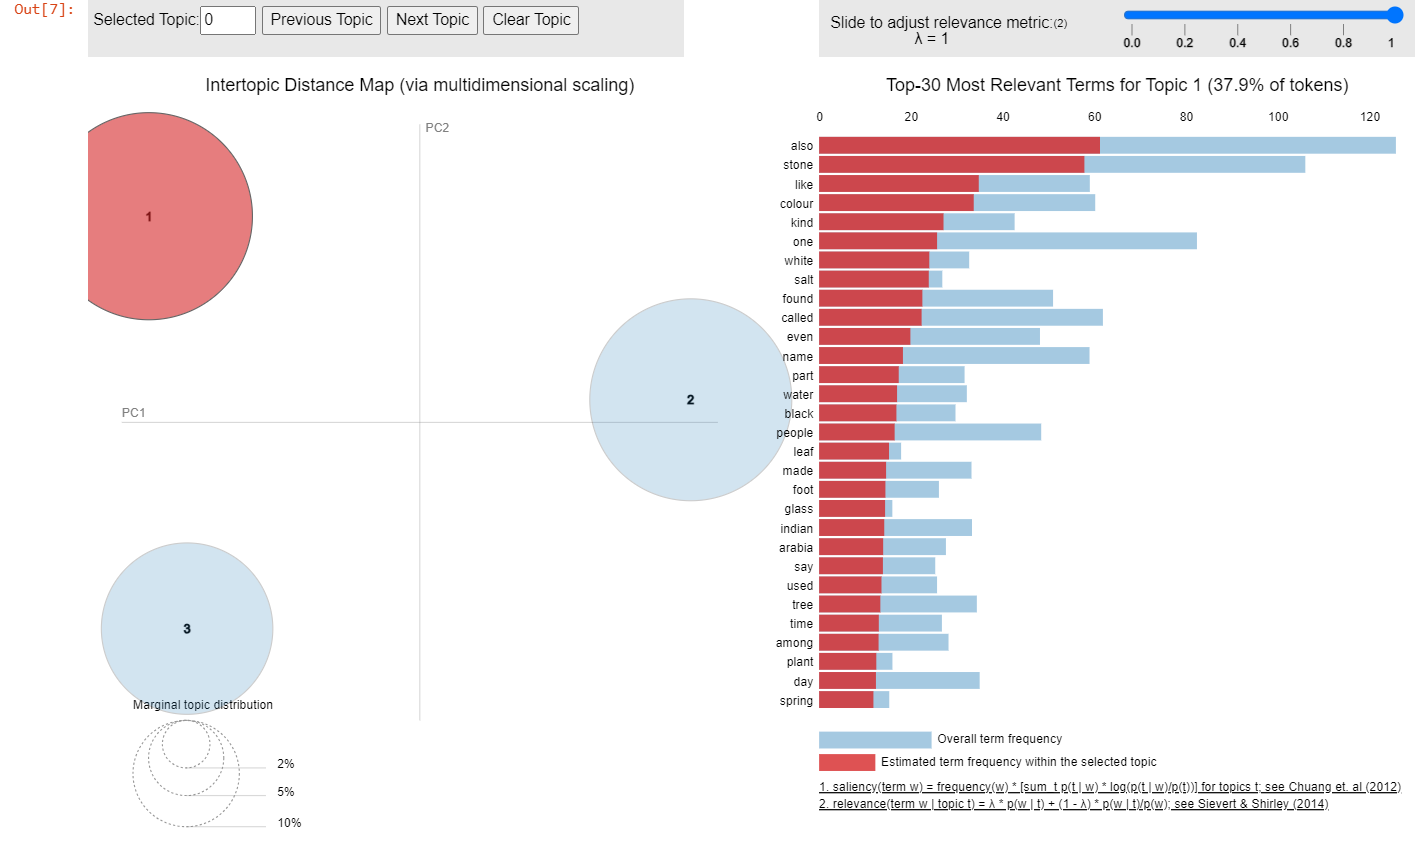 Out[7]:
Selected Topic: 0 Previous Topic Next Topic Clear Topic
Slide to adjust relevance metric:(2)
λ = 1
0.0 0.2 0.4 0.6 0.8 1
Intertopic Distance Map (via multidimensional scaling)
PC2
PC1
1
2
3
Marginal topic distribution
2%
5%
10%
Top-30 Most Relevant Terms for Topic 1 (37.9% of tokens)
0 20 40 60 80 100 120
also
stone
like
colour
kind
one
white
salt
found
called
even
name
part
water
black
people
leaf
made
foot
glass
indian
arabia
say
used
tree
time
among
plant
day
spring
Overall term frequency
Estimated term frequency within the selected topic
1. saliency(term w) = frequency(w) * [sum_t p(t | w) * log(p(t | w)/p(t))] for topics t; see Chuang et. al (2012)
2. relevance(term w | topic t) = λ * p(w | t) + (1 - λ) * p(w | t)/p(w); see Sievert & Shirley (2014)